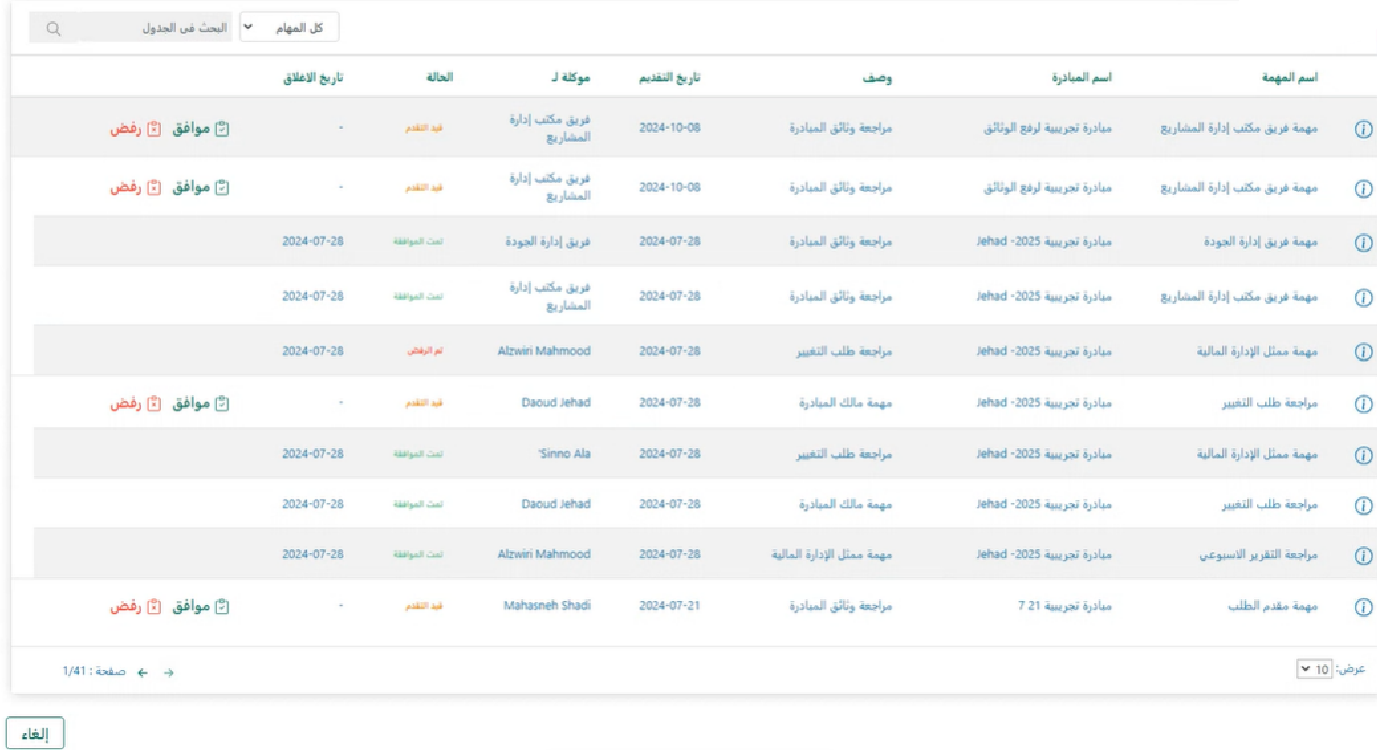 كل المهام
البحث في الجدول
اسم المهمة اسم المبادرة وصف تاريخ التقديم موكلة لـ الحالة تاريخ الاغلاق
مهمة فريق مكتب إدارة المشاريع مبادرة تجريبية لرفع الوثائق مراجعة وثائق المبادرة 2024-10-08 فريق مكتب إدارة المشاريع قيد التقدم - موافق رفض
مهمة فريق مكتب إدارة المشاريع مبادرة تجريبية لرفع الوثائق مراجعة وثائق المبادرة 2024-10-08 فريق مكتب إدارة المشاريع قيد التقدم - موافق رفض
مهمة فريق إدارة الجودة مبادرة تجريبية 2025- Jehad مراجعة وثائق المبادرة 2024-07-28 فريق إدارة الجودة تمت الموافقة 2024-07-28
مهمة فريق مكتب إدارة المشاريع مبادرة تجريبية 2025- Jehad مراجعة وثائق المبادرة 2024-07-28 فريق مكتب إدارة المشاريع تمت الموافقة 2024-07-28
مهمة ممثل الإدارة المالية مبادرة تجريبية 2025- Jehad مراجعة طلب التغيير 2024-07-28 Alzwiri Mahmood تم الرفض 2024-07-28
مراجعة طلب التغيير مبادرة تجريبية 2025- Jehad مهمة مالك المبادرة 2024-07-28 Daoud Jehad قيد التقدم - موافق رفض
مهمة ممثل الإدارة المالية مبادرة تجريبية 2025- Jehad مراجعة طلب التغيير 2024-07-28 Sinno Ala' تمت الموافقة 2024-07-28
مراجعة طلب التغيير مبادرة تجريبية 2025- Jehad مهمة مالك المبادرة 2024-07-28 Daoud Jehad تمت الموافقة 2024-07-28
مراجعة التقرير الاسبوعي مبادرة تجريبية 2025- Jehad مهمة ممثل الإدارة المالية 2024-07-28 Alzwiri Mahmood تمت الموافقة 2024-07-28
مهمة مقدم الطلب مبادرة تجريبية 21 7 مراجعة وثائق المبادرة 2024-07-21 Mahasneh Shadi قيد التقدم - موافق رفض
عرض: 10
صفحة : 1/41
إلغاء